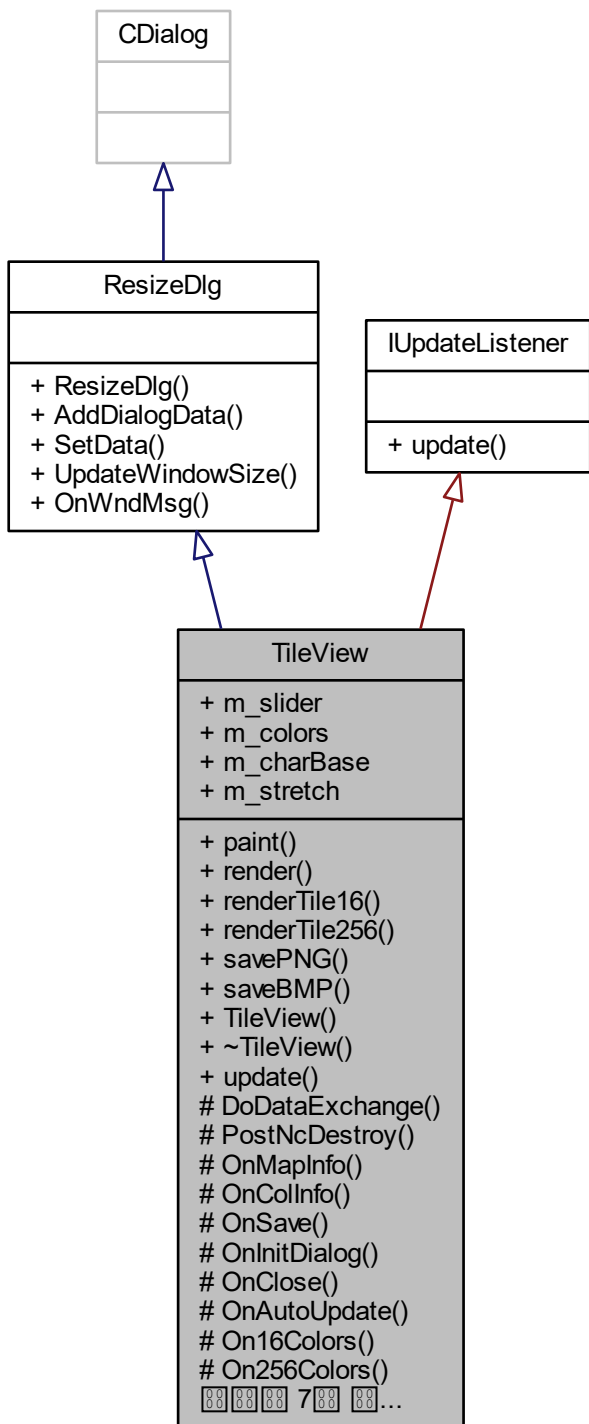 CDialog
ResizeDlg
+ ResizeDlg()
+ AddDialogData()
+ SetData()
+ UpdateWindowSize()
+ OnWndMsg()
IUpdateListener
+ update()
TileView
+ m_slider
+ m_colors
+ m_charBase
+ m_stretch
+ paint()
+ render()
+ renderTile16()
+ renderTile256()
+ savePNG()
+ saveBMP()
+ TileView()
+ ~TileView()
+ update()
# DoDataExchange()
# PostNcDestroy()
# OnMapInfo()
# OnColInfo()
# OnSave()
# OnInitDialog()
# OnClose()
# OnAutoUpdate()
# On16Colors()
# On256Colors()
7 ...